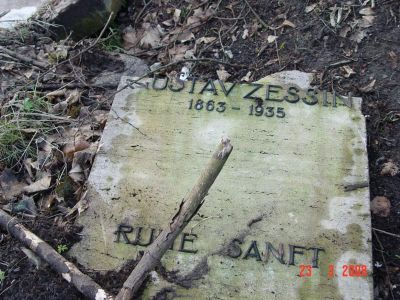 GUSTAV ZESSIN
1863 - 1935
RUHE SANFT
23 3 2008